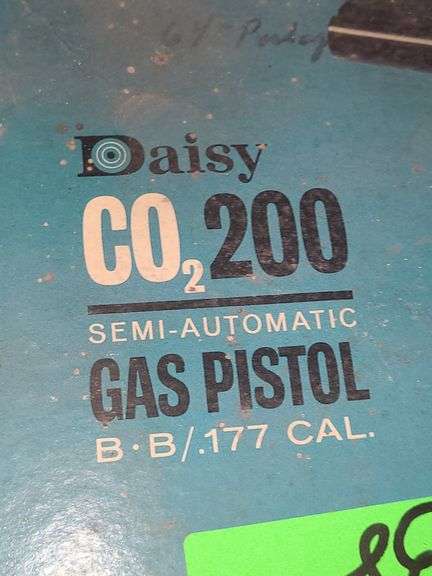 Daisy
CO₂ 200
SEMI-AUTOMATIC
GAS PISTOL
B•B/.177 CAL.